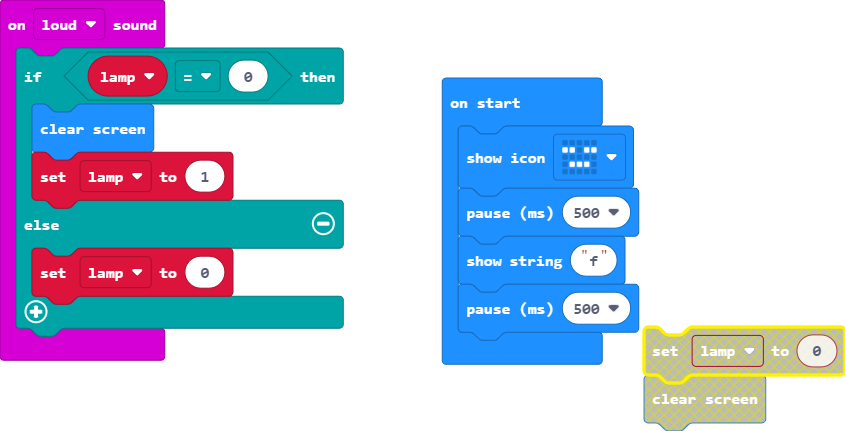 on loud sound
if lamp = 0 then
clear screen
set lamp to 1
else
set lamp to 0
on start
show icon
pause (ms) 500
show string "f"
pause (ms) 500
set lamp to 0
clear screen